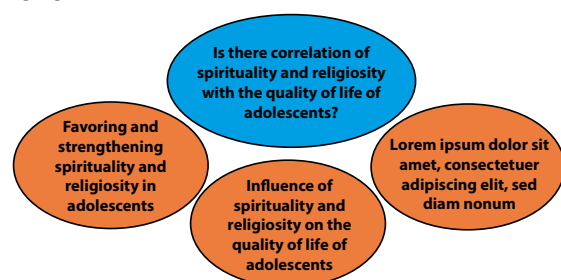 Is there correlation of
spirituality and religiosity
with the quality of life of
adolescents?
Favoring and
strengthening
spirituality and
religiosity in
adolescents
Influence of
spirituality and
religiosity on the
quality of life of
adolescents
Lorem ipsum dolor sit
amet, consectetuer
adipiscing elit, sed
diam nonum